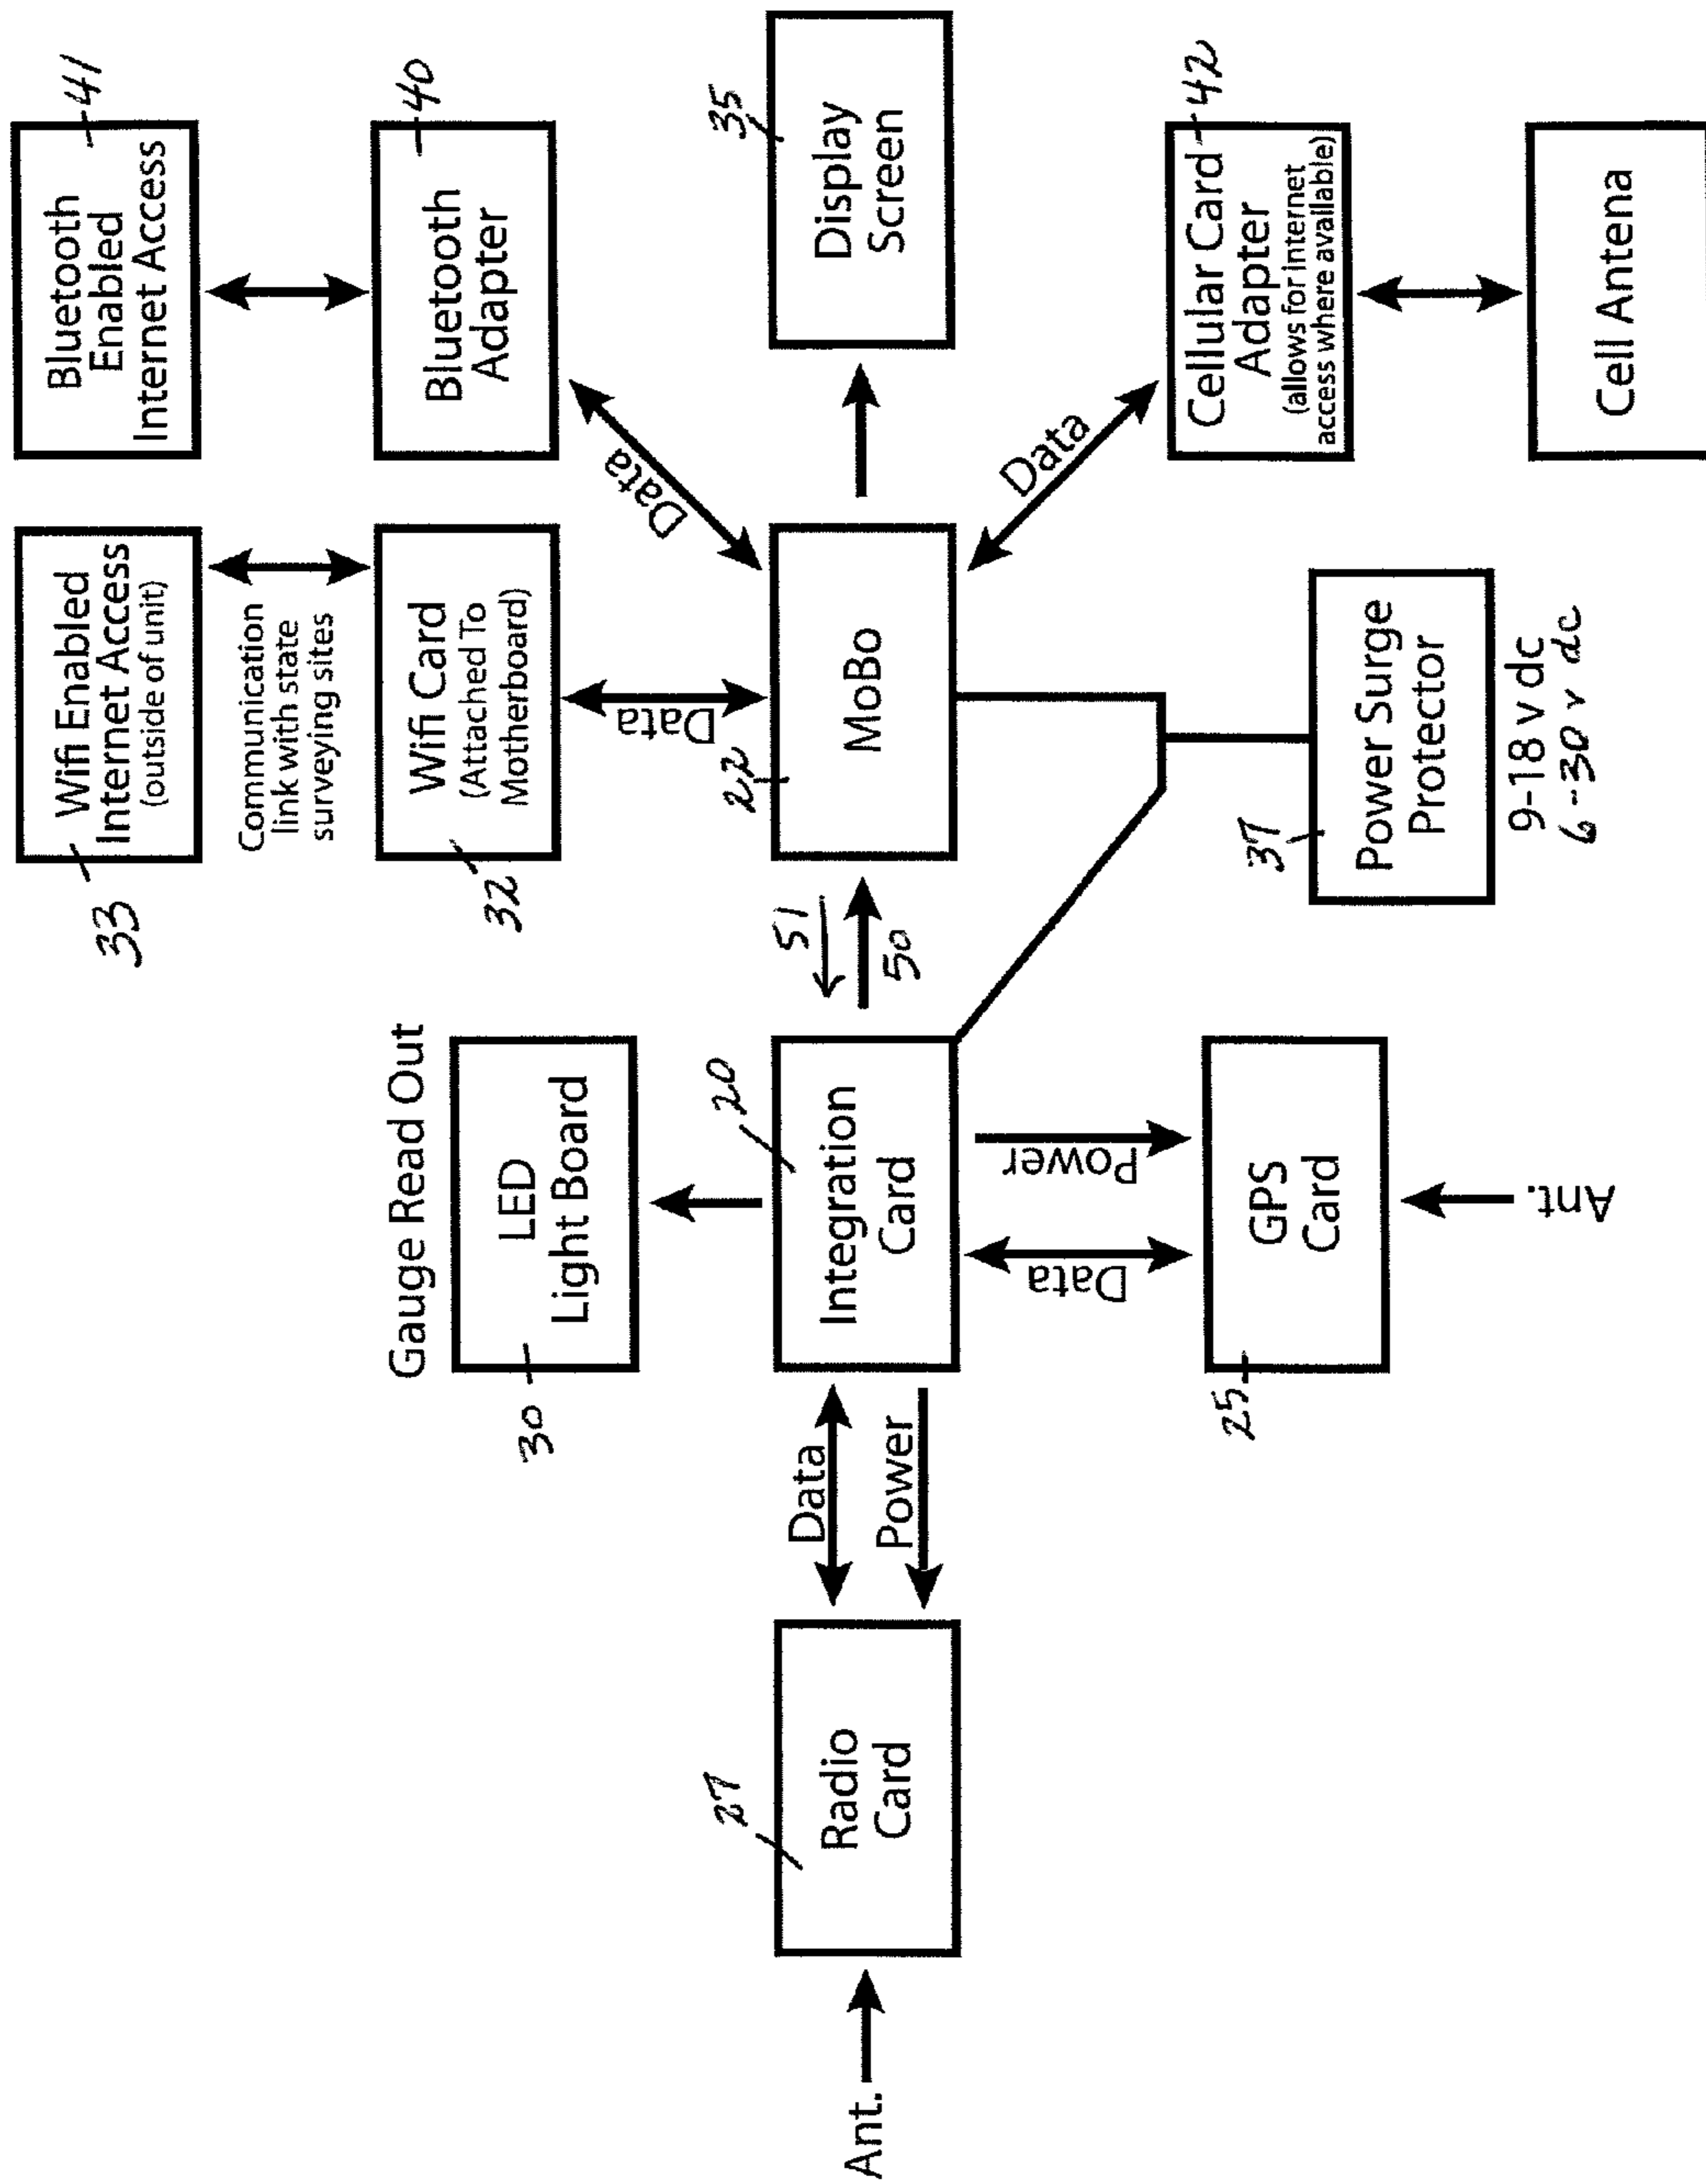 33
Wifi Enabled
Internet Access
(outside of unit)
Bluetooth
Enabled
Internet Access
41
Communication
link with state
surveying sites
Gauge Read Out
30
LED
Light Board
32
Wifi Card
(Attached To
Motherboard)
Bluetooth
Adapter
40
Data
Data
27
Radio
Card
Ant.
Data
Power
20
Integration
Card
51
50
22
MoBo
35
Display
Screen
Data
Power
Data
25
GPS
Card
Ant.
37
Power Surge
Protector
9-18 v dc
6-30 v dc
Cellular Card
Adapter
(allows for internet
access where available)
42
Cell Antena